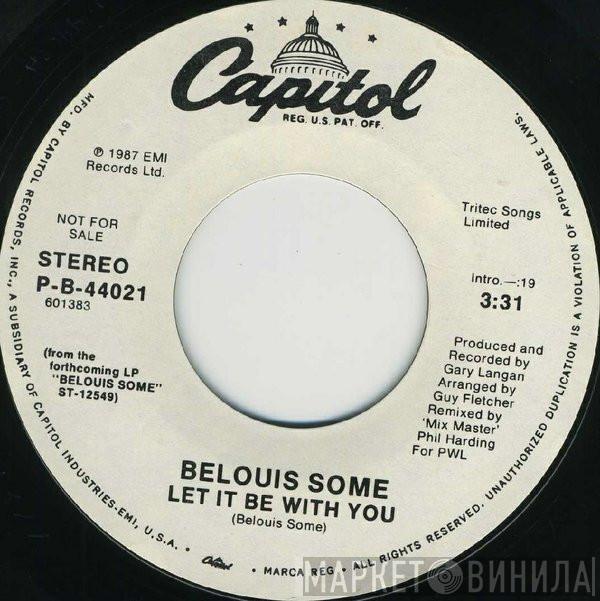 Capitol
REG. U.S. PAT. OFF.
℗ 1987 EMI
Records Ltd.
NOT FOR
SALE
STEREO
P-B-44021
601383
(from the
forthcoming LP
"BELOUIS SOME"
ST-12549)
Tritec Songs
Limited
Intro.—:19
3:31
Produced and
Recorded by
Gary Langan
Arranged by
Guy Fletcher
Remixed by
'Mix Master'
Phil Harding
For PWL
BELOUIS SOME
LET IT BE WITH YOU
(Belouis Some)
MFD. BY CAPITOL RECORDS, INC., A SUBSIDIARY OF CAPITOL INDUSTRIES-EMI, U.S.A. • Capitol • MARCA REG. • ALL RIGHTS RESERVED. UNAUTHORIZED DUPLICATION IS A VIOLATION OF APPLICABLE LAWS.
МАРКЕТ ВИНИЛА